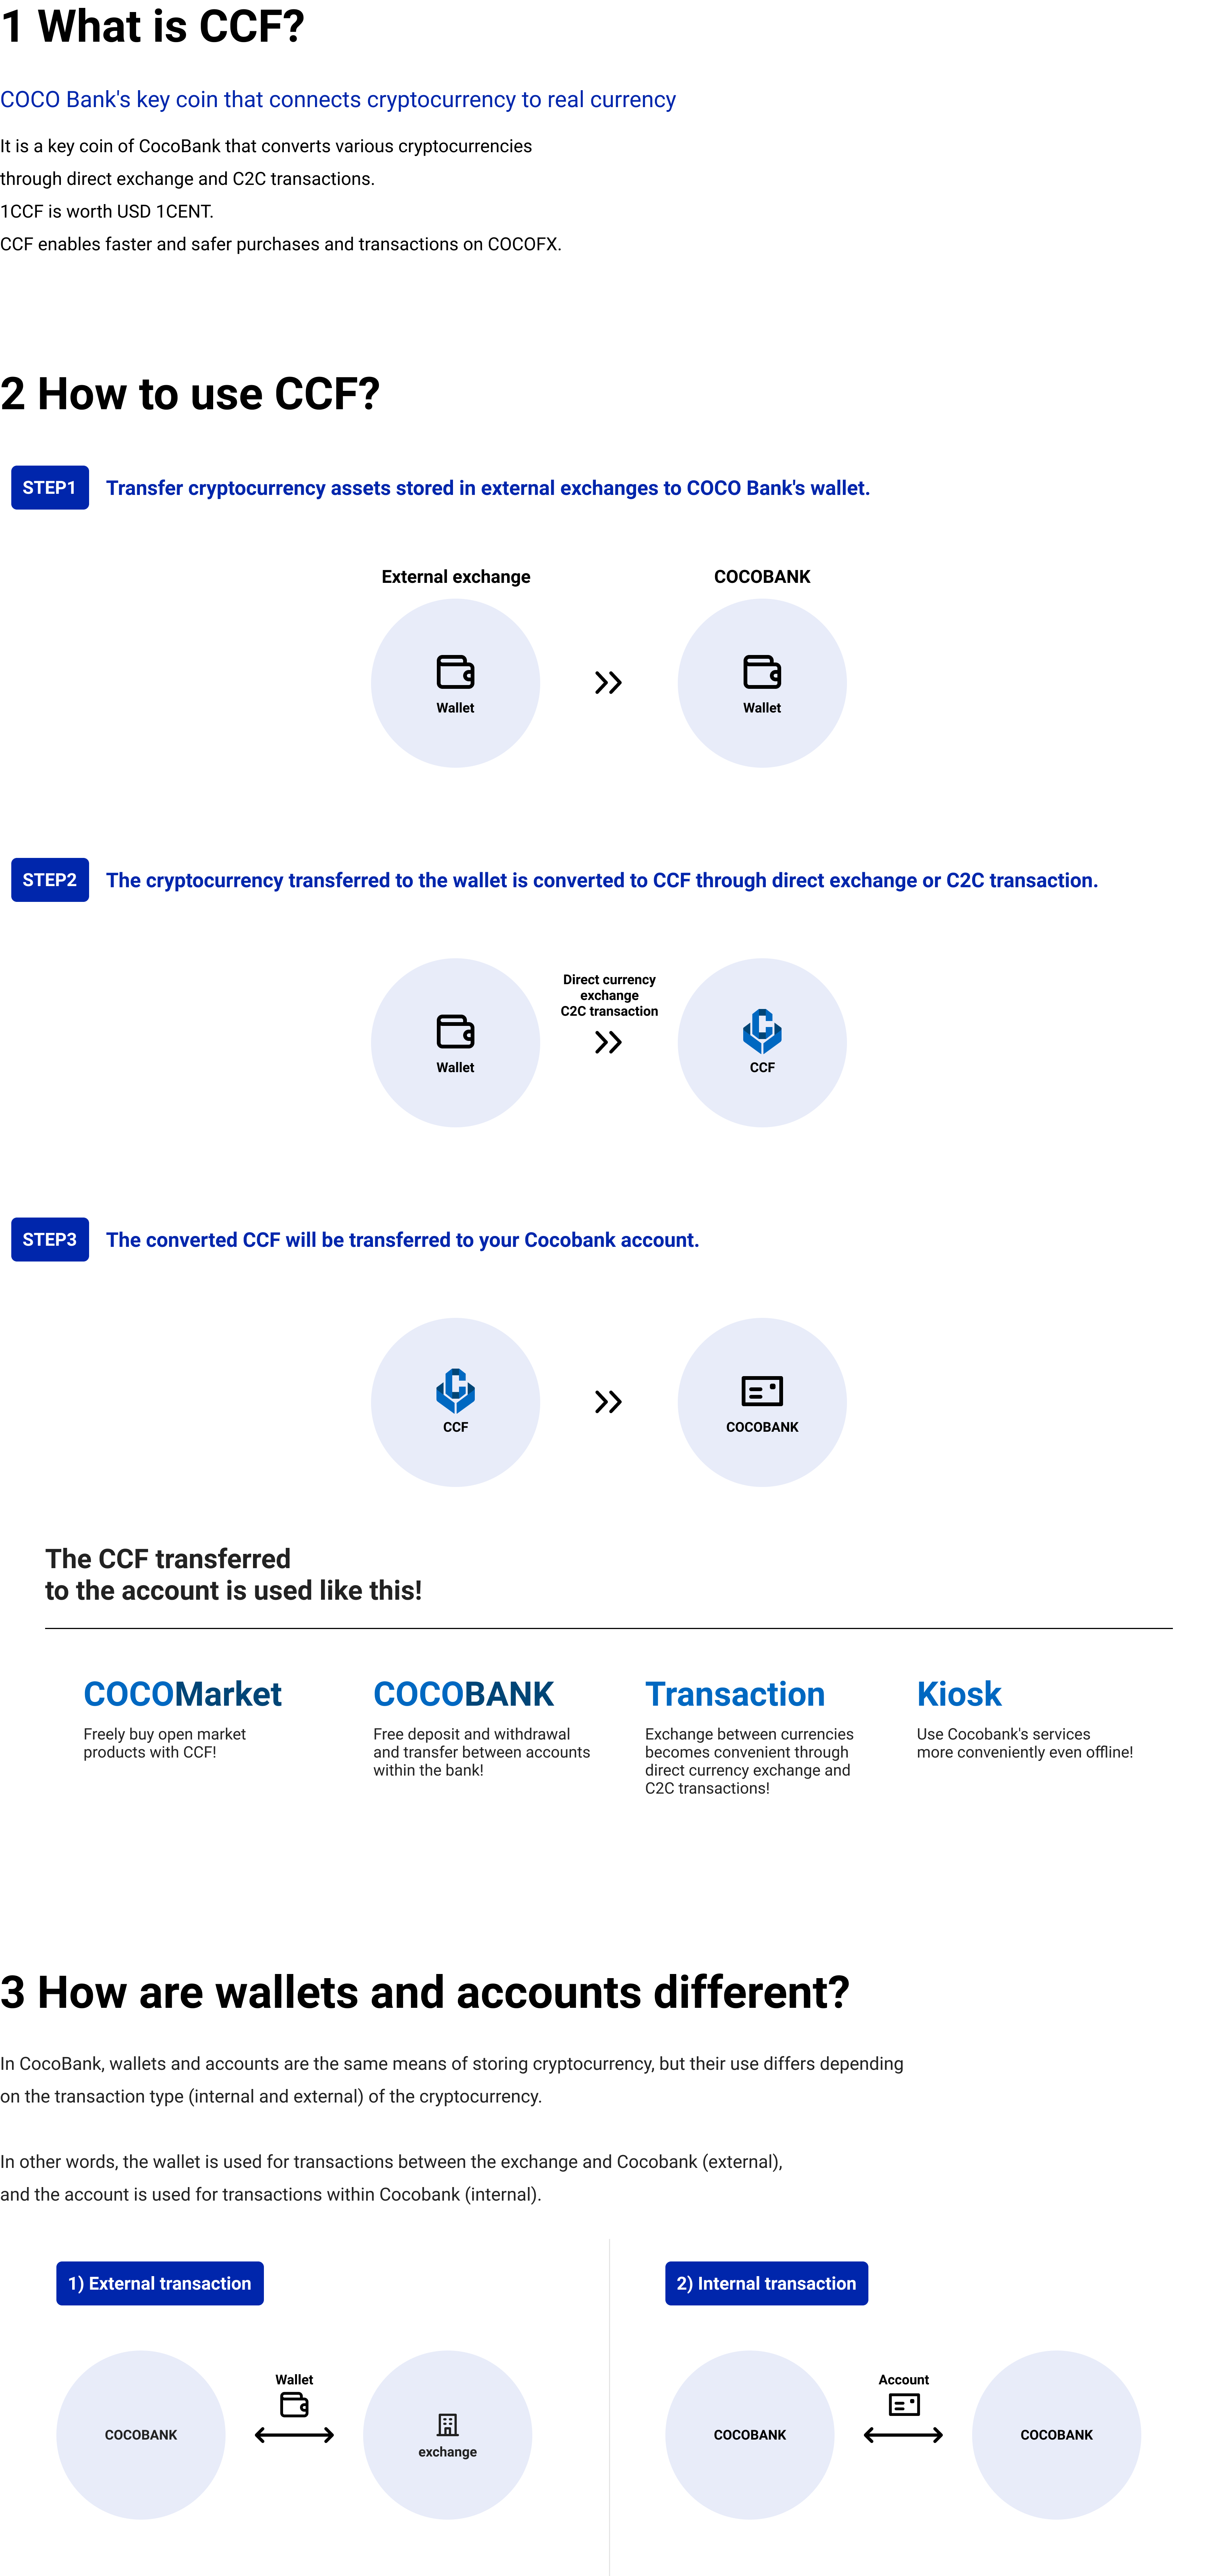 1 What is CCF?
COCO Bank's key coin that connects cryptocurrency to real currency
It is a key coin of CocoBank that converts various cryptocurrencies
through direct exchange and C2C transactions.
1CCF is worth USD 1CENT.
CCF enables faster and safer purchases and transactions on COCOFX.
2 How to use CCF?
STEP1 Transfer cryptocurrency assets stored in external exchanges to COCO Bank's wallet.
External exchange
COCOBANK
Wallet
Wallet
STEP2 The cryptocurrency transferred to the wallet is converted to CCF through direct exchange or C2C transaction.
Direct currency
exchange
C2C transaction
Wallet
CCF
STEP3 The converted CCF will be transferred to your Cocobank account.
CCF
COCOBANK
The CCF transferred
to the account is used like this!
COCOMarket
Freely buy open market
products with CCF!
COCOBANK
Free deposit and withdrawal
and transfer between accounts
within the bank!
Transaction
Exchange between currencies
becomes convenient through
direct currency exchange and
C2C transactions!
Kiosk
Use Cocobank's services
more conveniently even offline!
3 How are wallets and accounts different?
In CocoBank, wallets and accounts are the same means of storing cryptocurrency, but their use differs depending
on the transaction type (internal and external) of the cryptocurrency.
In other words, the wallet is used for transactions between the exchange and Cocobank (external),
and the account is used for transactions within Cocobank (internal).
1) External transaction
Wallet
COCOBANK
exchange
2) Internal transaction
Account
COCOBANK
COCOBANK